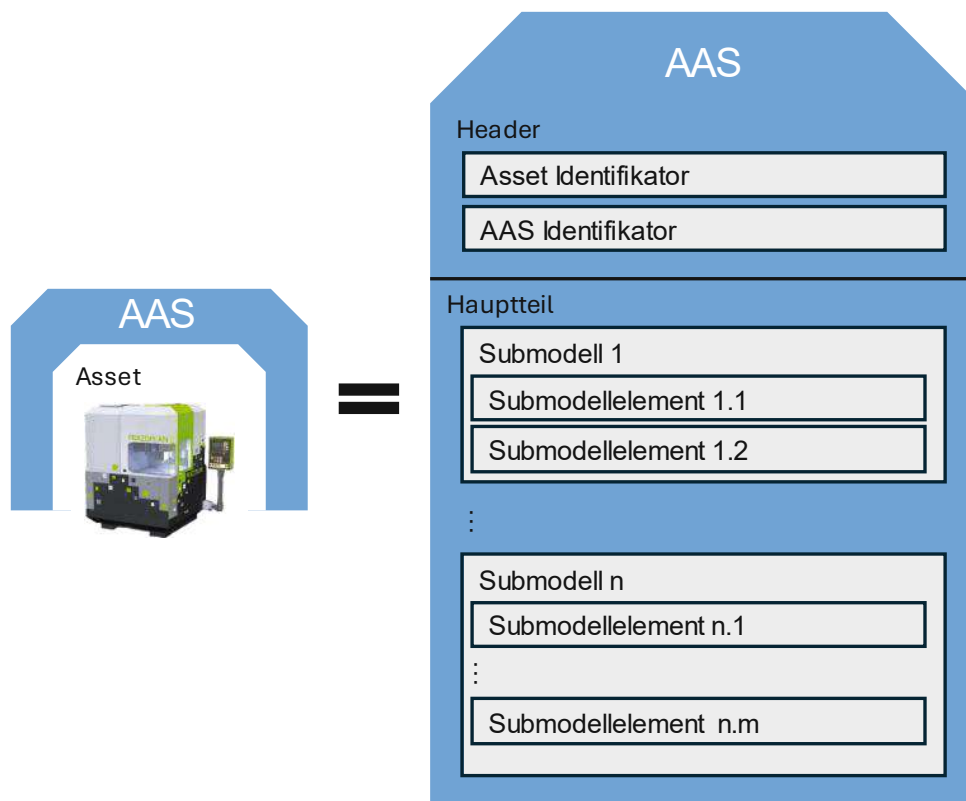 AAS
Asset
AAS
Header
Asset Identifikator
AAS Identifikator
Hauptteil
Submodell 1
Submodellelement 1.1
Submodellelement 1.2
⋮
Submodell n
Submodellelement n.1
⋮
Submodellelement n.m